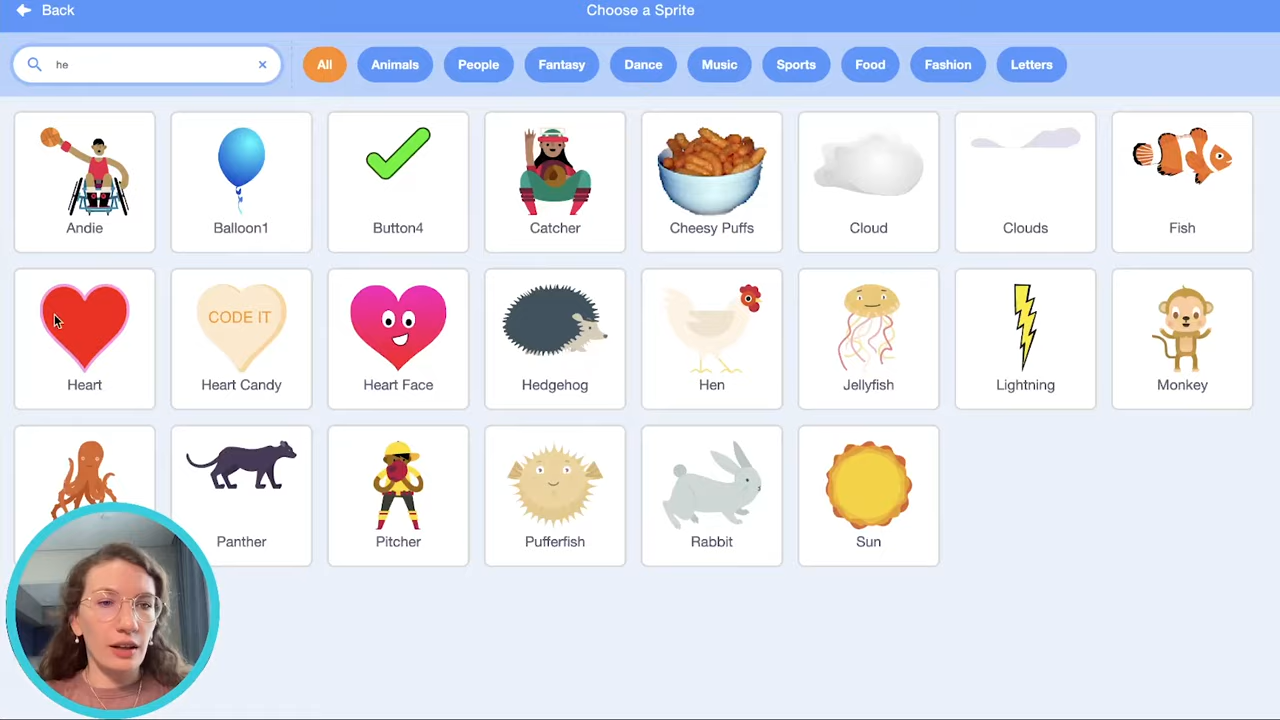 Back
Choose a Sprite
he
All
Animals
People
Fantasy
Dance
Music
Sports
Food
Fashion
Letters
Andie
Balloon1
Button4
Catcher
Cheesy Puffs
Cloud
Clouds
Fish
CODE IT
Heart
Heart Candy
Heart Face
Hedgehog
Hen
Jellyfish
Lightning
Monkey
Panther
Pitcher
Pufferfish
Rabbit
Sun